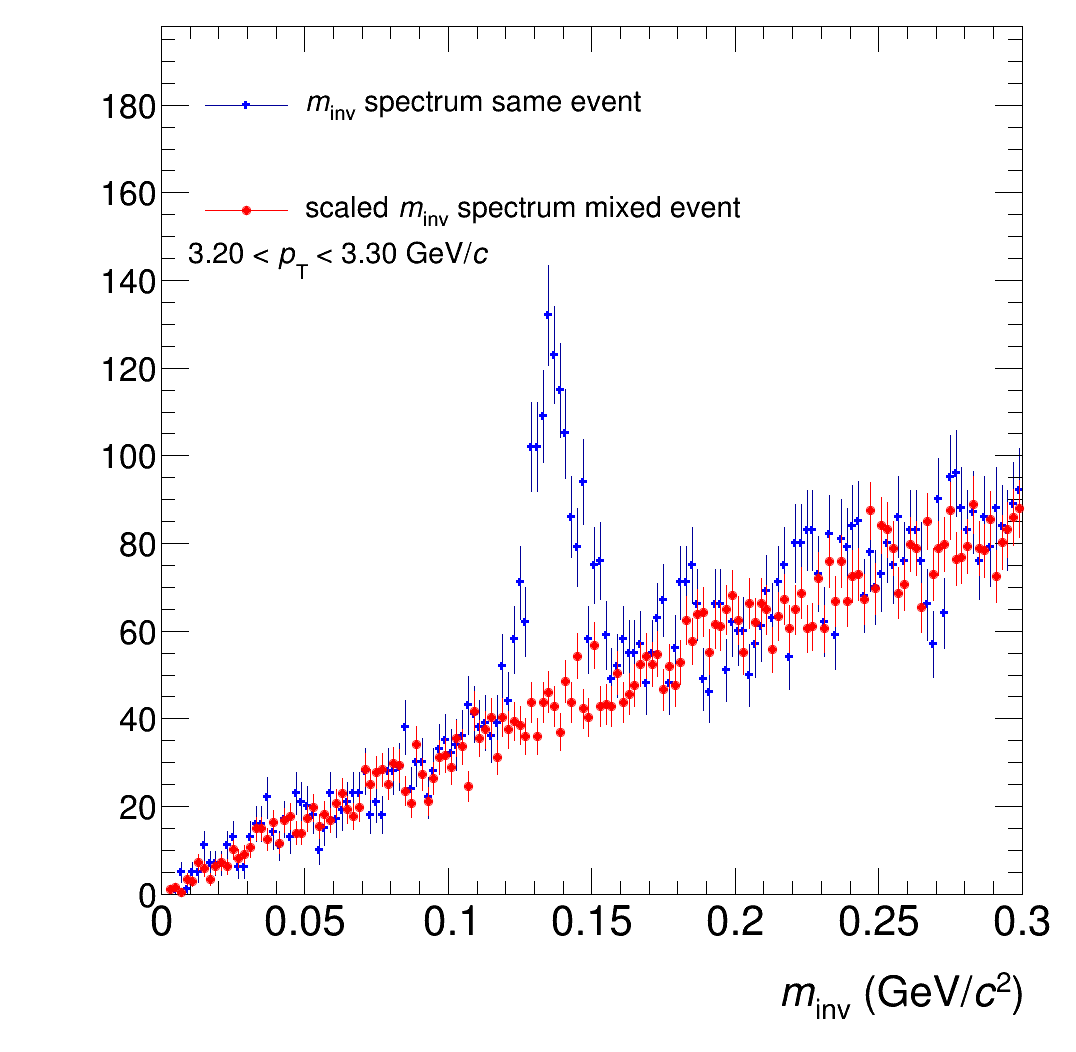 180
m_inv spectrum same event
160
scaled m_inv spectrum mixed event
3.20 < p_T < 3.30 GeV/c
140
120
100
80
60
40
20
0
0 0.05 0.1 0.15 0.2 0.25 0.3
m_inv (GeV/c²)